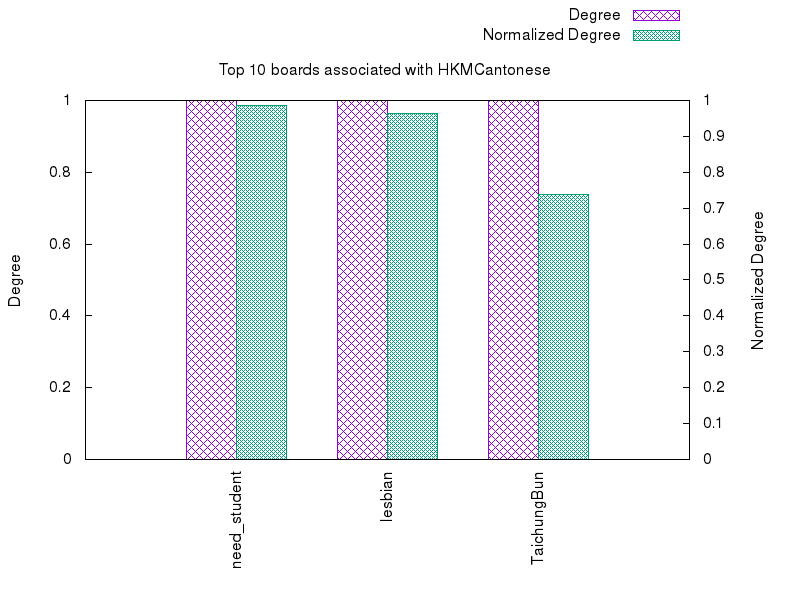 Degree
Normalized Degree
Top 10 boards associated with HKMCantonese
1
0.8
0.6
0.4
0.2
0
Degree
1
0.9
0.8
0.7
0.6
0.5
0.4
0.3
0.2
0.1
0
Normalized Degree
need_student
lesbian
TaichungBun